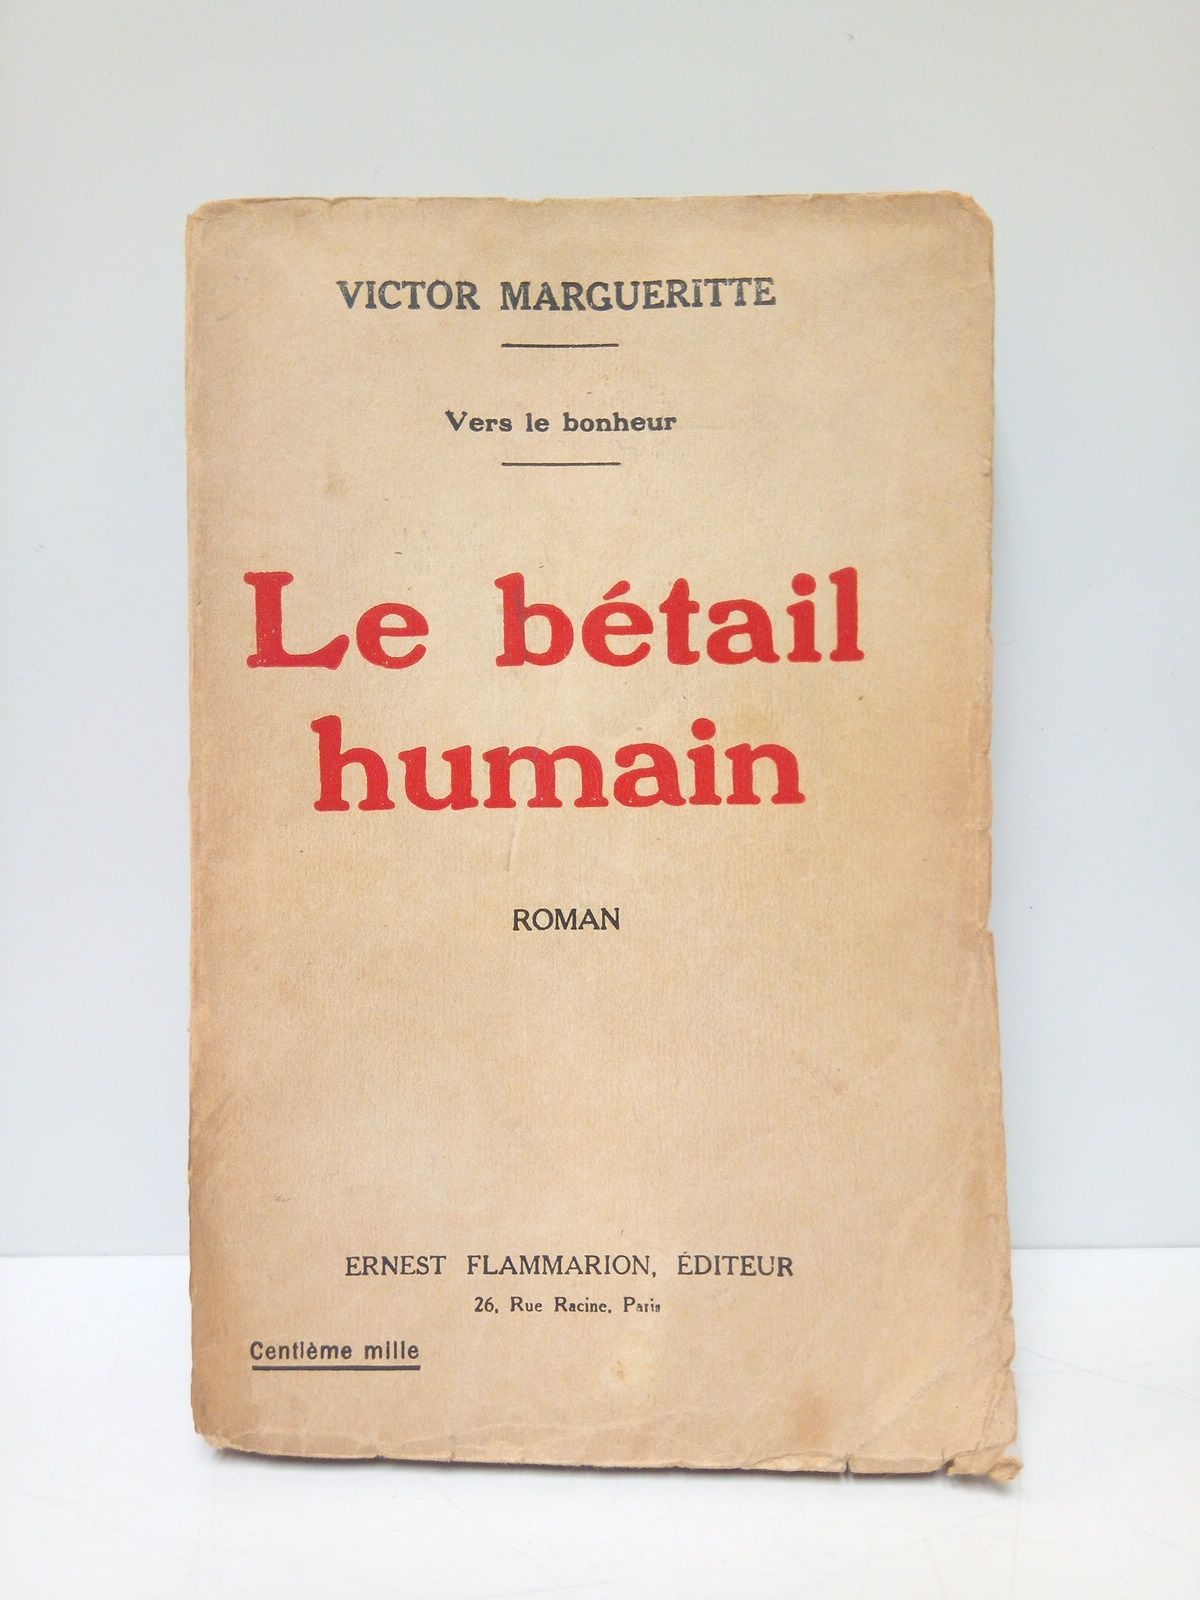 VICTOR MARGUERITTE
Vers le bonheur
Le bétail
humain
ROMAN
ERNEST FLAMMARION, ÉDITEUR
26, Rue Racine, Paris
Centième mille